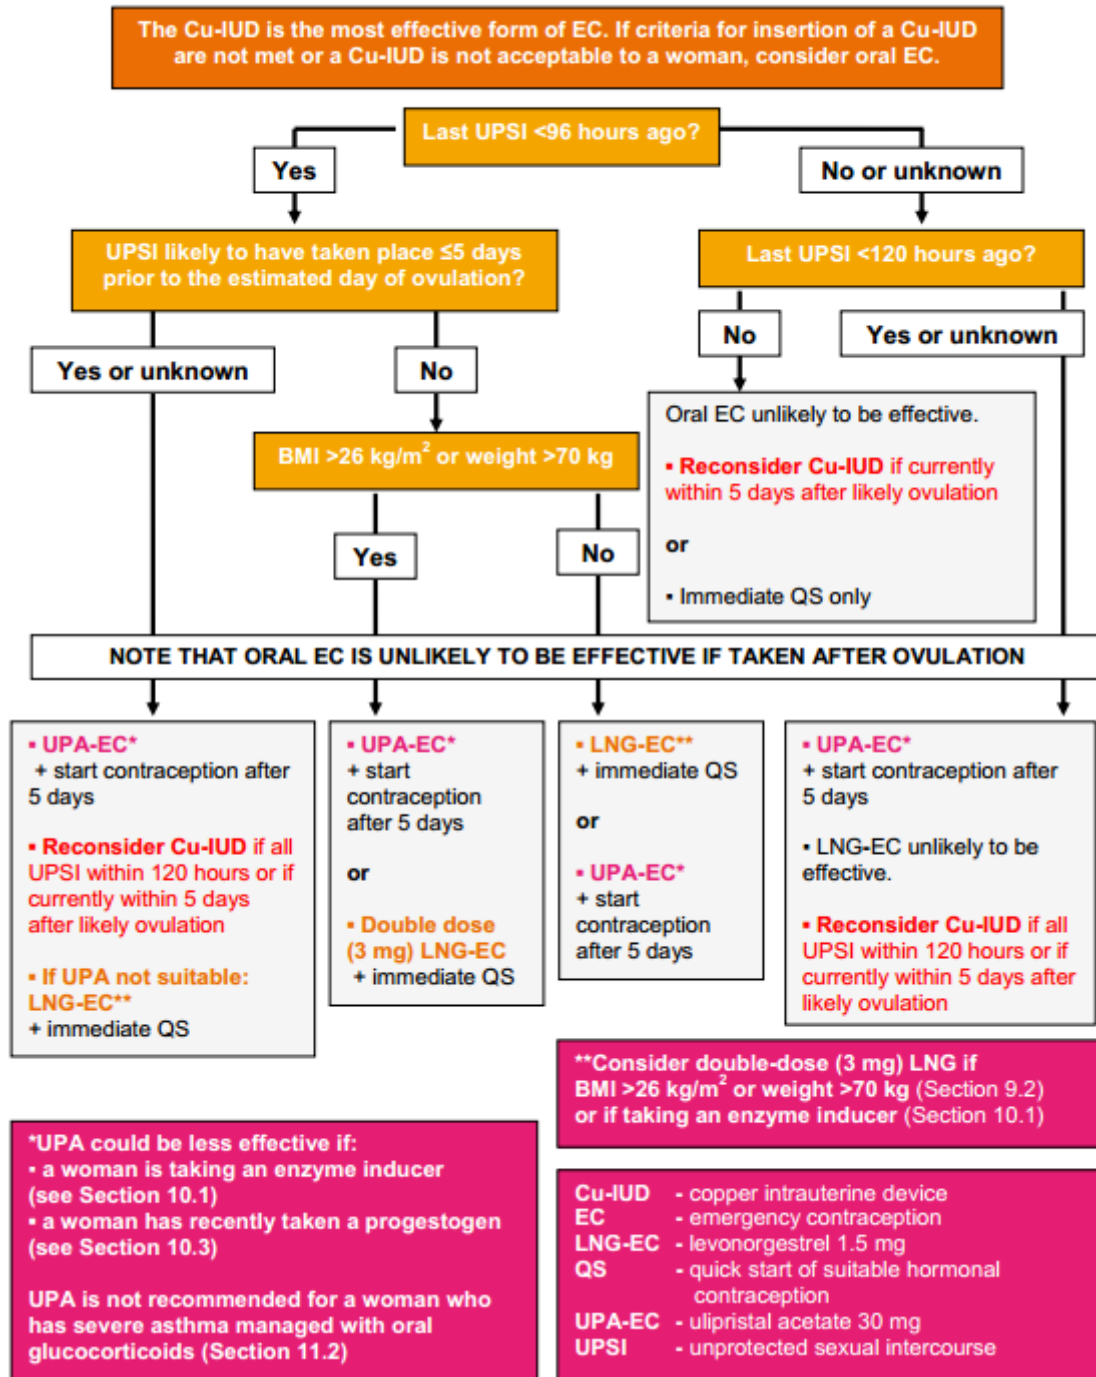 The Cu-IUD is the most effective form of EC. If criteria for insertion of a Cu-IUD
are not met or a Cu-IUD is not acceptable to a woman, consider oral EC.
Last UPSI <96 hours ago?
Yes
No or unknown
UPSI likely to have taken place ≤5 days
prior to the estimated day of ovulation?
Last UPSI <120 hours ago?
Yes or unknown
No
No
Yes or unknown
BMI >26 kg/m² or weight >70 kg
Yes
No
Oral EC unlikely to be effective.
▪ Reconsider Cu-IUD if currently
within 5 days after likely ovulation
or
▪ Immediate QS only
NOTE THAT ORAL EC IS UNLIKELY TO BE EFFECTIVE IF TAKEN AFTER OVULATION
▪ UPA-EC*
+ start contraception after
5 days
▪ Reconsider Cu-IUD if all
UPSI within 120 hours or if
currently within 5 days
after likely ovulation
▪ If UPA not suitable:
LNG-EC**
+ immediate QS
▪ UPA-EC*
+ start
contraception
after 5 days
or
▪ Double dose
(3 mg) LNG-EC
+ immediate QS
▪ LNG-EC**
+ immediate QS
or
▪ UPA-EC*
+ start
contraception
after 5 days
▪ UPA-EC*
+ start contraception after
5 days
▪ LNG-EC unlikely to be
effective.
▪ Reconsider Cu-IUD if all
UPSI within 120 hours or if
currently within 5 days after
likely ovulation
**Consider double-dose (3 mg) LNG if
BMI >26 kg/m² or weight >70 kg (Section 9.2)
or if taking an enzyme inducer (Section 10.1)
*UPA could be less effective if:
▪ a woman is taking an enzyme inducer
(see Section 10.1)
▪ a woman has recently taken a progestogen
(see Section 10.3)
UPA is not recommended for a woman who
has severe asthma managed with oral
glucocorticoids (Section 11.2)
Cu-IUD - copper intrauterine device
EC - emergency contraception
LNG-EC - levonorgestrel 1.5 mg
QS - quick start of suitable hormonal
contraception
UPA-EC - ulipristal acetate 30 mg
UPSI - unprotected sexual intercourse